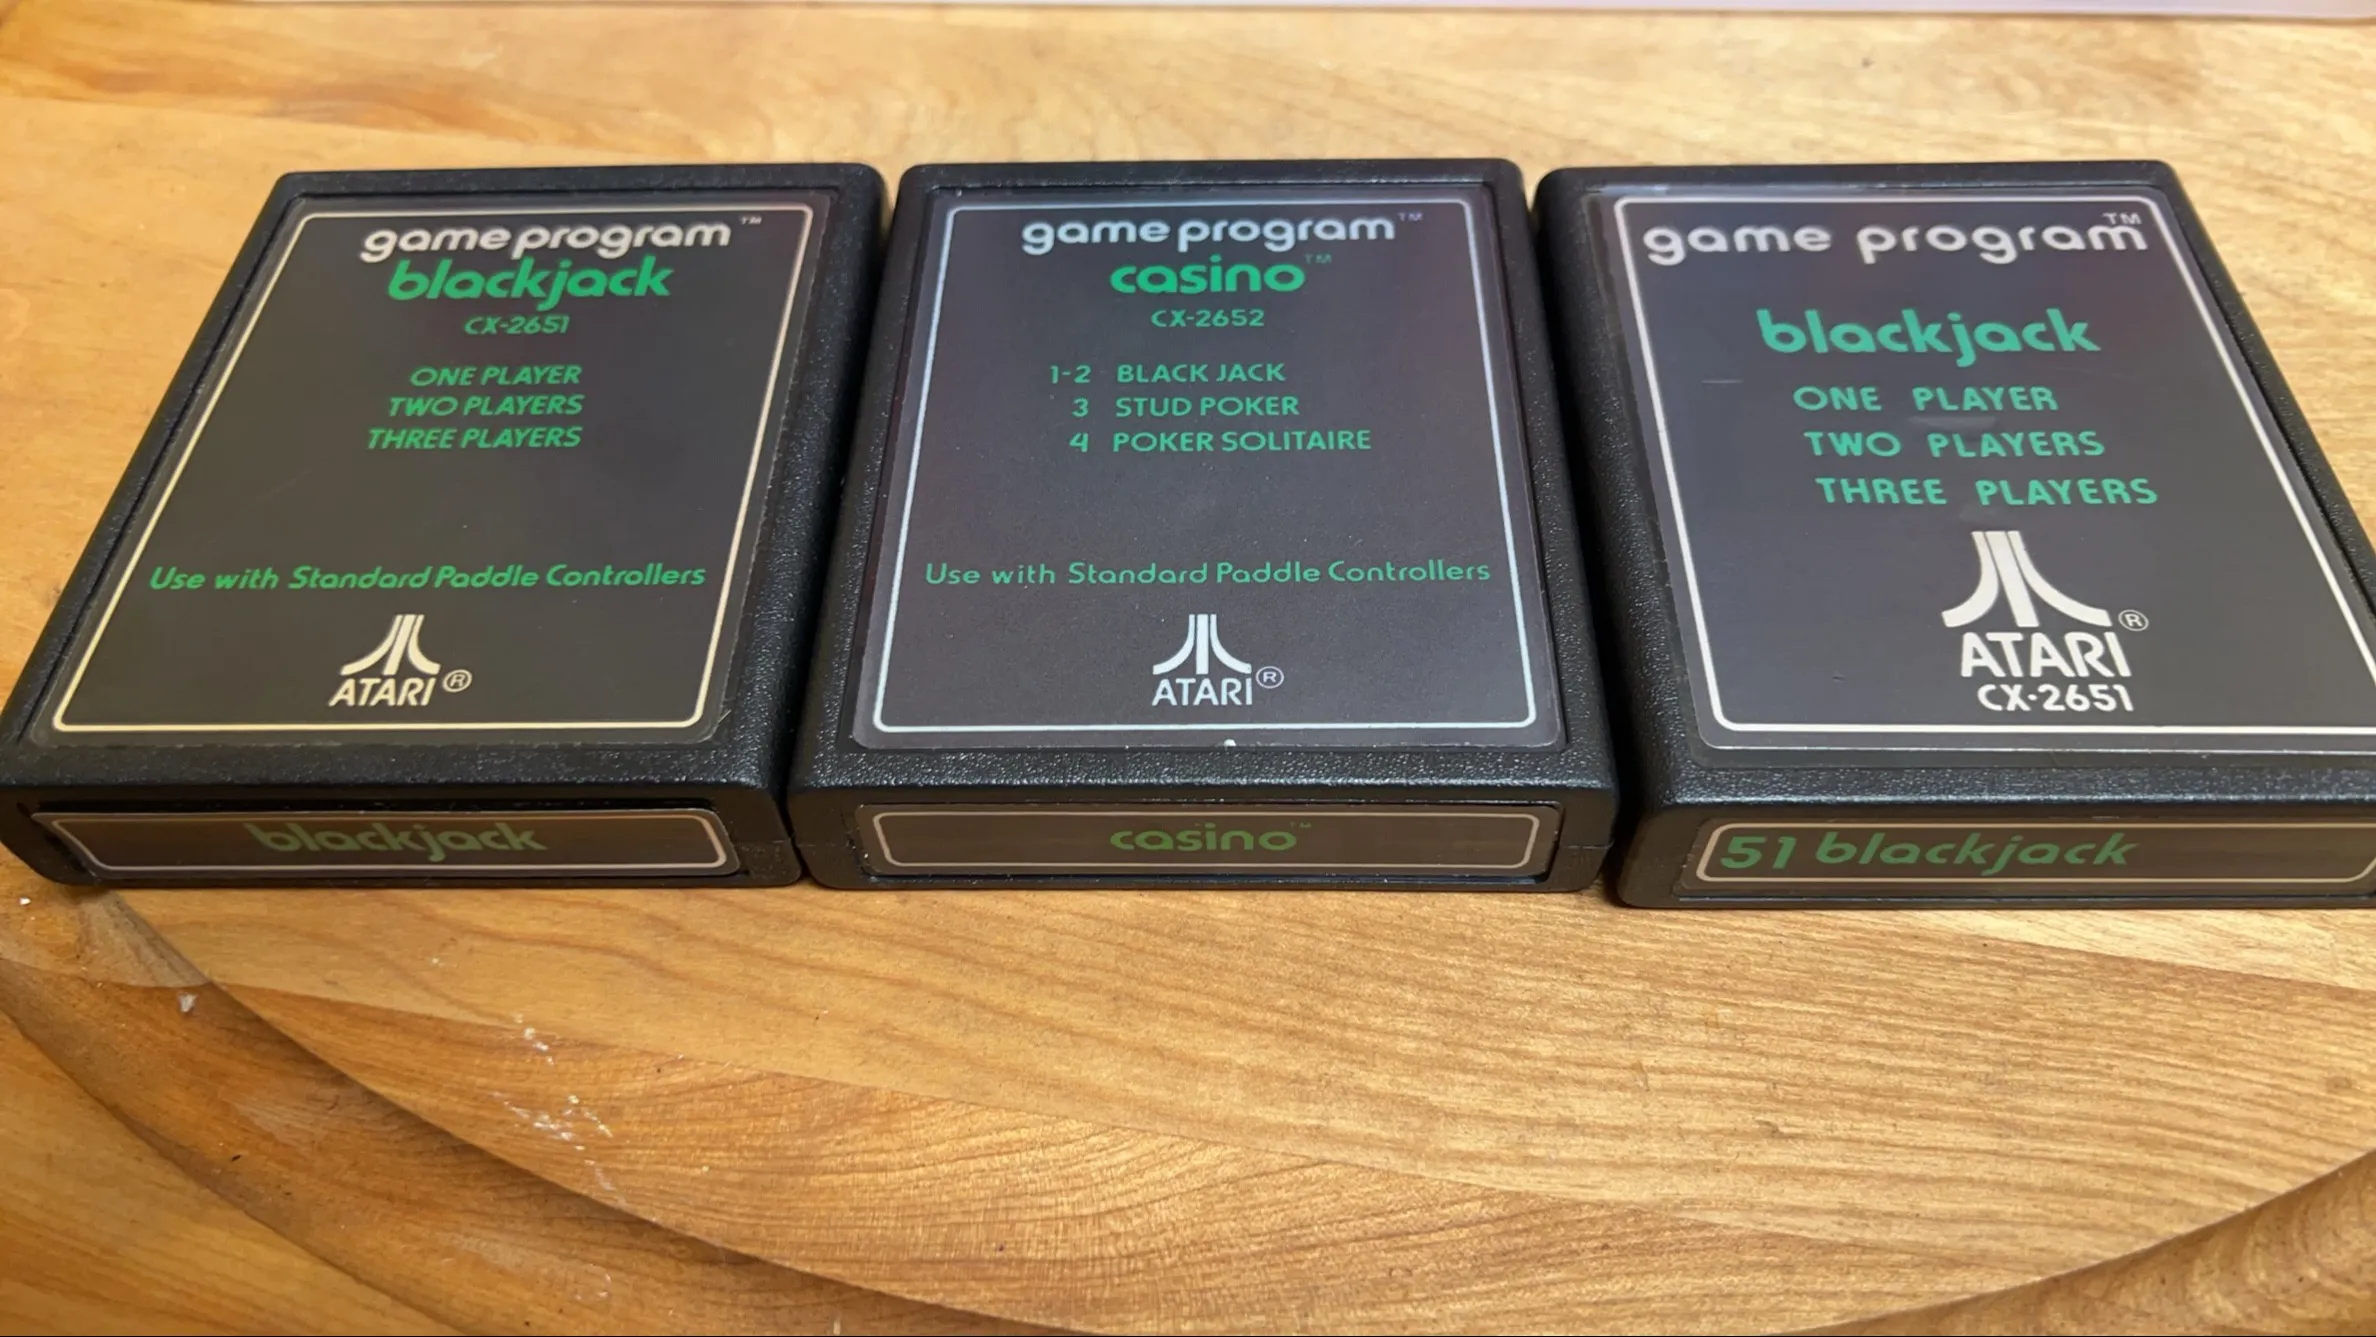 game program™
blackjack
CX-2651
ONE PLAYER
TWO PLAYERS
THREE PLAYERS
Use with Standard Paddle Controllers
ATARI®
blackjack
game program™
casino™
CX-2652
1-2 BLACK JACK
3 STUD POKER
4 POKER SOLITAIRE
Use with Standard Paddle Controllers
ATARI®
casino™
game program™
blackjack
ONE PLAYER
TWO PLAYERS
THREE PLAYERS
ATARI®
CX-2651
51 blackjack